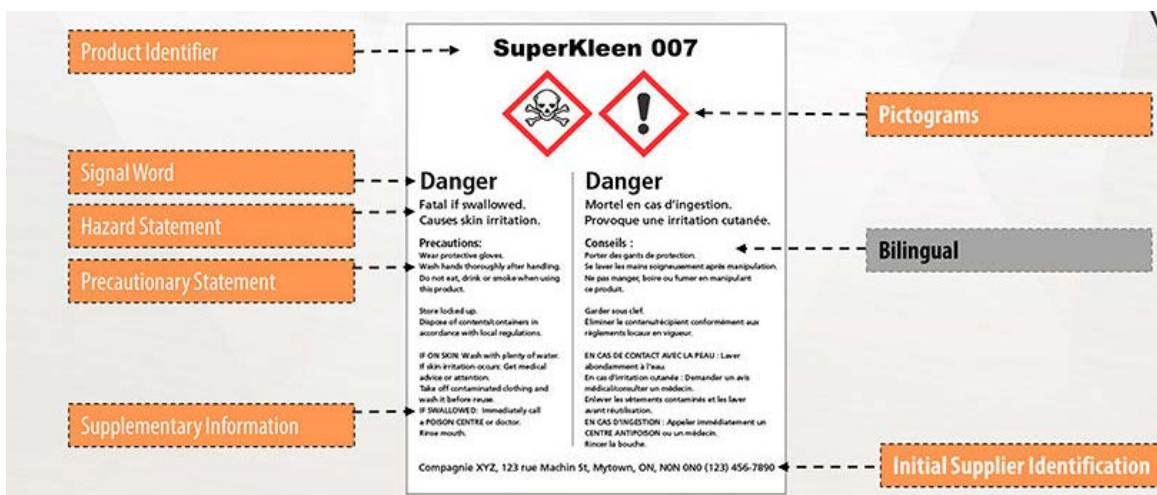 Product Identifier
SuperKleen 007
Pictograms
Signal Word
Hazard Statement
Precautionary Statement
Supplementary Information
Danger
Fatal if swallowed.
Causes skin irritation.
Precautions:
Wear protective gloves.
Wash hands thoroughly after handling.
Do not eat, drink or smoke when using
this product.
Store locked up.
Dispose of contents/containers in
accordance with local regulations.
IF ON SKIN: Wash with plenty of water.
If skin irritation occurs: Get medical
advice or attention.
Take off contaminated clothing and
wash it before reuse.
IF SWALLOWED: Immediately call
a POISON CENTRE or doctor.
Rinse mouth.
Danger
Mortel en cas d'ingestion.
Provoque une irritation cutanée.
Conseils :
Porter des gants de protection.
Se laver les mains soigneusement après manipulation.
Ne pas manger, boire ou fumer en manipulant
ce produit.
Garder sous clef.
Éliminer le contenu/récipient conformément aux
règlements locaux en vigueur.
EN CAS DE CONTACT AVEC LA PEAU : Laver
abondamment à l'eau.
En cas d'irritation cutanée : Demander un avis
médical/consulter un médecin.
Enlever les vêtements contaminés et les laver
avant réutilisation.
EN CAS D'INGESTION : Appeler immédiatement un
CENTRE ANTIPOISON ou un médecin.
Rincer la bouche.
Bilingual
Compagnie XYZ, 123 rue Machin St, Mytown, ON, N0N 0N0 (123) 456-7890
Initial Supplier Identification